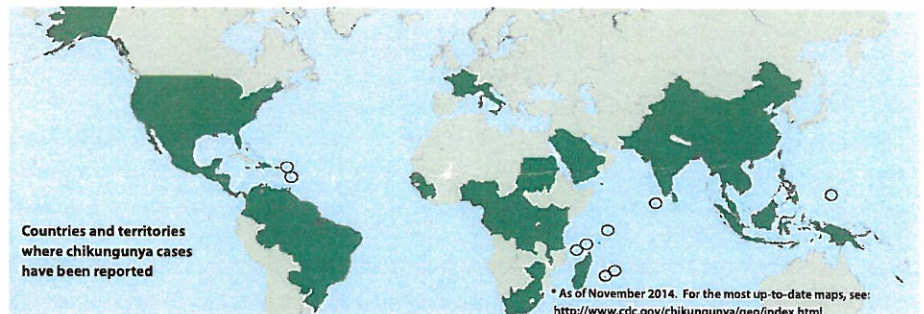 Countries and territories
where chikungunya cases
have been reported
* As of November 2014. For the most up-to-date maps, see:
http://www.cdc.gov/chikungunya/geo/index.html